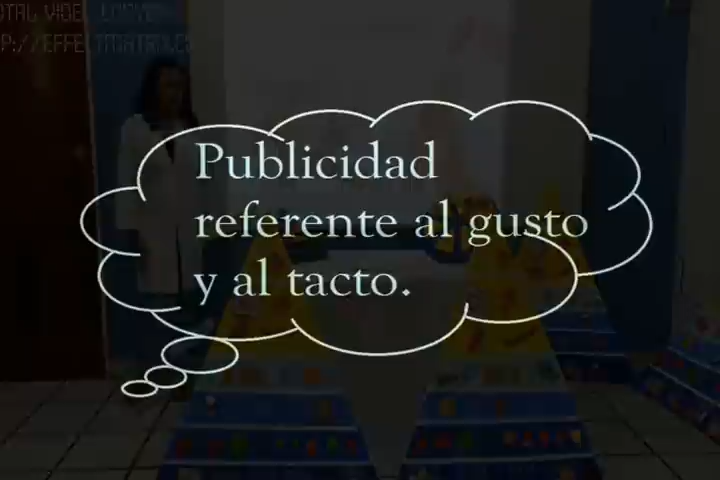 Publicidad
referente al gusto
y al tacto.